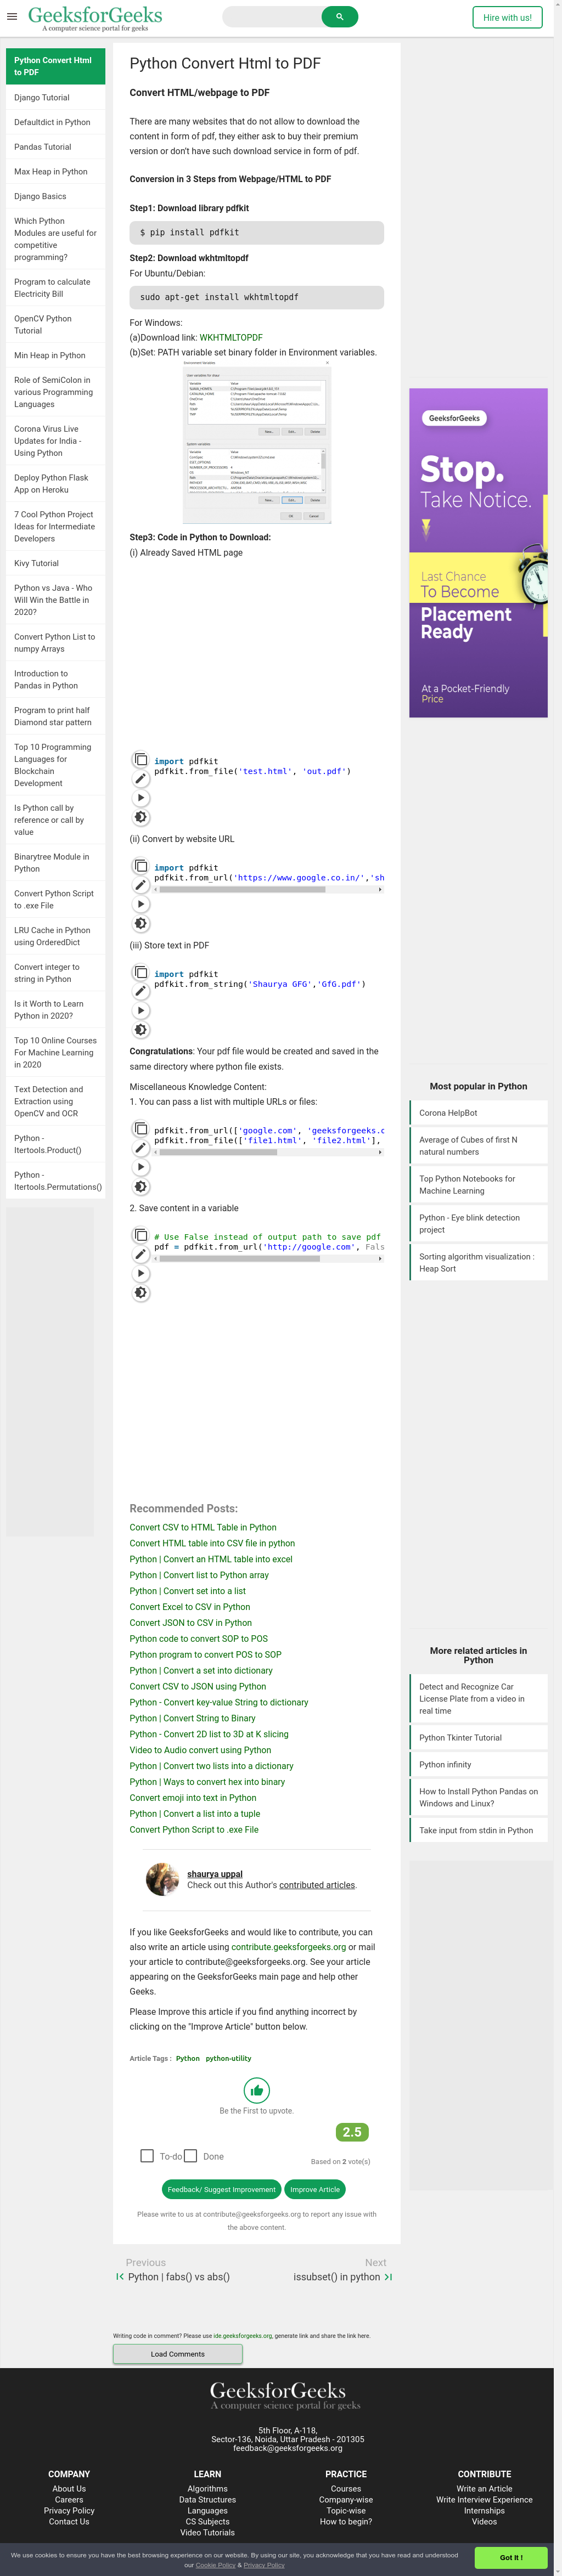 GeeksforGeeks
A computer science portal for geeks
Hire with us!
Python Convert Html
to PDF
Django Tutorial
Defaultdict in Python
Pandas Tutorial
Max Heap in Python
Django Basics
Which Python
Modules are useful for
competitive
programming?
Program to calculate
Electricity Bill
OpenCV Python
Tutorial
Min Heap in Python
Role of SemiColon in
various Programming
Languages
Corona Virus Live
Updates for India -
Using Python
Deploy Python Flask
App on Heroku
7 Cool Python Project
Ideas for Intermediate
Developers
Kivy Tutorial
Python vs Java - Who
Will Win the Battle in
2020?
Convert Python List to
numpy Arrays
Introduction to
Pandas in Python
Program to print half
Diamond star pattern
Top 10 Programming
Languages for
Blockchain
Development
Is Python call by
reference or call by
value
Binarytree Module in
Python
Convert Python Script
to .exe File
LRU Cache in Python
using OrderedDict
Convert integer to
string in Python
Is it Worth to Learn
Python in 2020?
Top 10 Online Courses
For Machine Learning
in 2020
Text Detection and
Extraction using
OpenCV and OCR
Python -
Itertools.Product()
Python -
Itertools.Permutations()
Python Convert Html to PDF
Convert HTML/webpage to PDF
There are many websites that do not allow to download the
content in form of pdf, they either ask to buy their premium
version or don't have such download service in form of pdf.
Conversion in 3 Steps from Webpage/HTML to PDF
Step1: Download library pdfkit
$ pip install pdfkit
Step2: Download wkhtmltopdf
For Ubuntu/Debian:
sudo apt-get install wkhtmltopdf
For Windows:
(a)Download link: WKHTMLTOPDF
(b)Set: PATH variable set binary folder in Environment variables.
Step3: Code in Python to Download:
(i) Already Saved HTML page
import pdfkit
pdfkit.from_file('test.html', 'out.pdf')
(ii) Convert by website URL
import pdfkit
pdfkit.from_url('https://www.google.co.in/','sh
(iii) Store text in PDF
import pdfkit
pdfkit.from_string('Shaurya GFG','GfG.pdf')
Congratulations: Your pdf file would be created and saved in the
same directory where python file exists.
Miscellaneous Knowledge Content:
1. You can pass a list with multiple URLs or files:
pdfkit.from_url(['google.com', 'geeksforgeeks.c
pdfkit.from_file(['file1.html', 'file2.html'],
2. Save content in a variable
# Use False instead of output path to save pdf
pdf = pdfkit.from_url('http://google.com', Fals
Recommended Posts:
Convert CSV to HTML Table in Python
Convert HTML table into CSV file in python
Python | Convert an HTML table into excel
Python | Convert list to Python array
Python | Convert set into a list
Convert Excel to CSV in Python
Convert JSON to CSV in Python
Python code to convert SOP to POS
Python program to convert POS to SOP
Python | Convert a set into dictionary
Convert CSV to JSON using Python
Python - Convert key-value String to dictionary
Python | Convert String to Binary
Python - Convert 2D list to 3D at K slicing
Video to Audio convert using Python
Python | Convert two lists into a dictionary
Python | Ways to convert hex into binary
Convert emoji into text in Python
Python | Convert a list into a tuple
Convert Python Script to .exe File
shaurya uppal
Check out this Author's contributed articles.
If you like GeeksforGeeks and would like to contribute, you can
also write an article using contribute.geeksforgeeks.org or mail
your article to contribute@geeksforgeeks.org. See your article
appearing on the GeeksforGeeks main page and help other
Geeks.
Please Improve this article if you find anything incorrect by
clicking on the "Improve Article" button below.
Article Tags : Python python-utility
Be the First to upvote.
2.5
To-do Done
Based on 2 vote(s)
Feedback/ Suggest Improvement
Improve Article
Please write to us at contribute@geeksforgeeks.org to report any issue with
the above content.
Previous
Python | fabs() vs abs()
Next
issubset() in python
Writing code in comment? Please use ide.geeksforgeeks.org, generate link and share the link here.
Load Comments
GeeksforGeeks
Stop.
Take Notice.
Last Chance
To Become
Placement
Ready
At a Pocket-Friendly
Price
Most popular in Python
Corona HelpBot
Average of Cubes of first N
natural numbers
Top Python Notebooks for
Machine Learning
Python - Eye blink detection
project
Sorting algorithm visualization :
Heap Sort
More related articles in
Python
Detect and Recognize Car
License Plate from a video in
real time
Python Tkinter Tutorial
Python infinity
How to Install Python Pandas on
Windows and Linux?
Take input from stdin in Python
GeeksforGeeks
A computer science portal for geeks
5th Floor, A-118,
Sector-136, Noida, Uttar Pradesh - 201305
feedback@geeksforgeeks.org
COMPANY
About Us
Careers
Privacy Policy
Contact Us
LEARN
Algorithms
Data Structures
Languages
CS Subjects
Video Tutorials
PRACTICE
Courses
Company-wise
Topic-wise
How to begin?
CONTRIBUTE
Write an Article
Write Interview Experience
Internships
Videos
We use cookies to ensure you have the best browsing experience on our website. By using our site, you acknowledge that you have read and understood
our Cookie Policy & Privacy Policy
Got It !